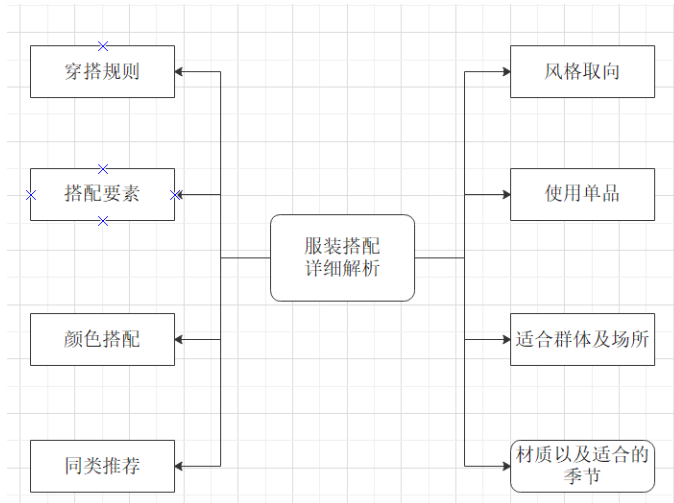 穿搭规则
风格取向
搭配要素
使用单品
服装搭配
详细解析
颜色搭配
适合群体及场所
同类推荐
材质以及适合的
季节